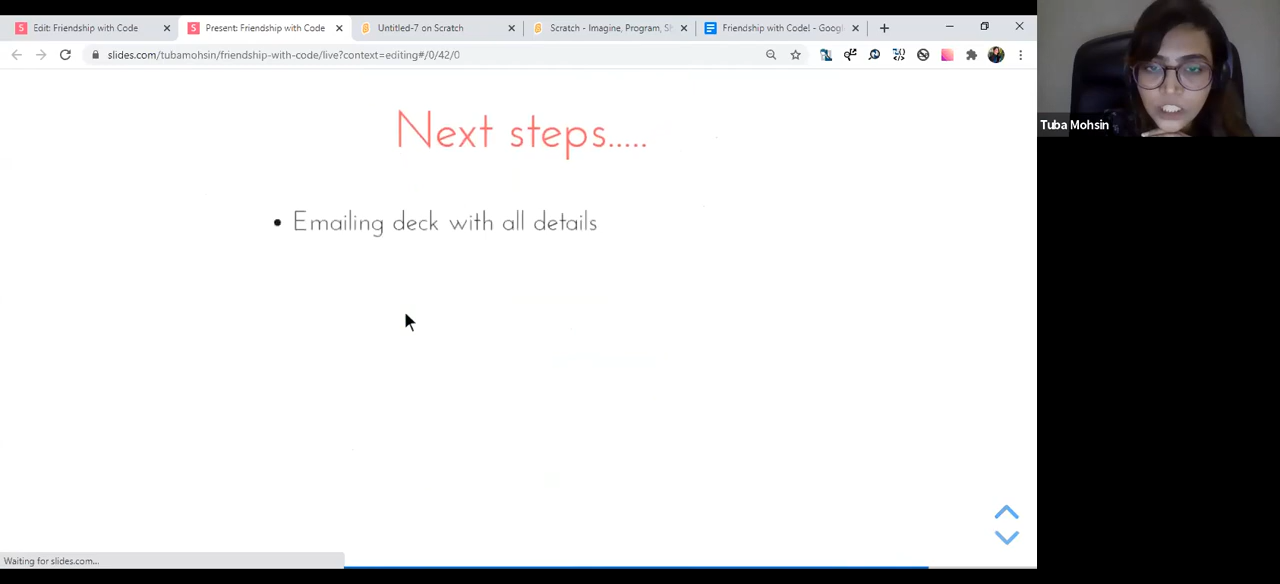 Edit: Friendship with Code
Present: Friendship with Code
Untitled-7 on Scratch
Scratch - Imagine, Program, Sh
Friendship with Code! - Googl
slides.com/tubamohsin/friendship-with-code/live?context=editing#/0/42/0
Tuba Mohsin
Next steps.....
• Emailing deck with all details
Waiting for slides.com...